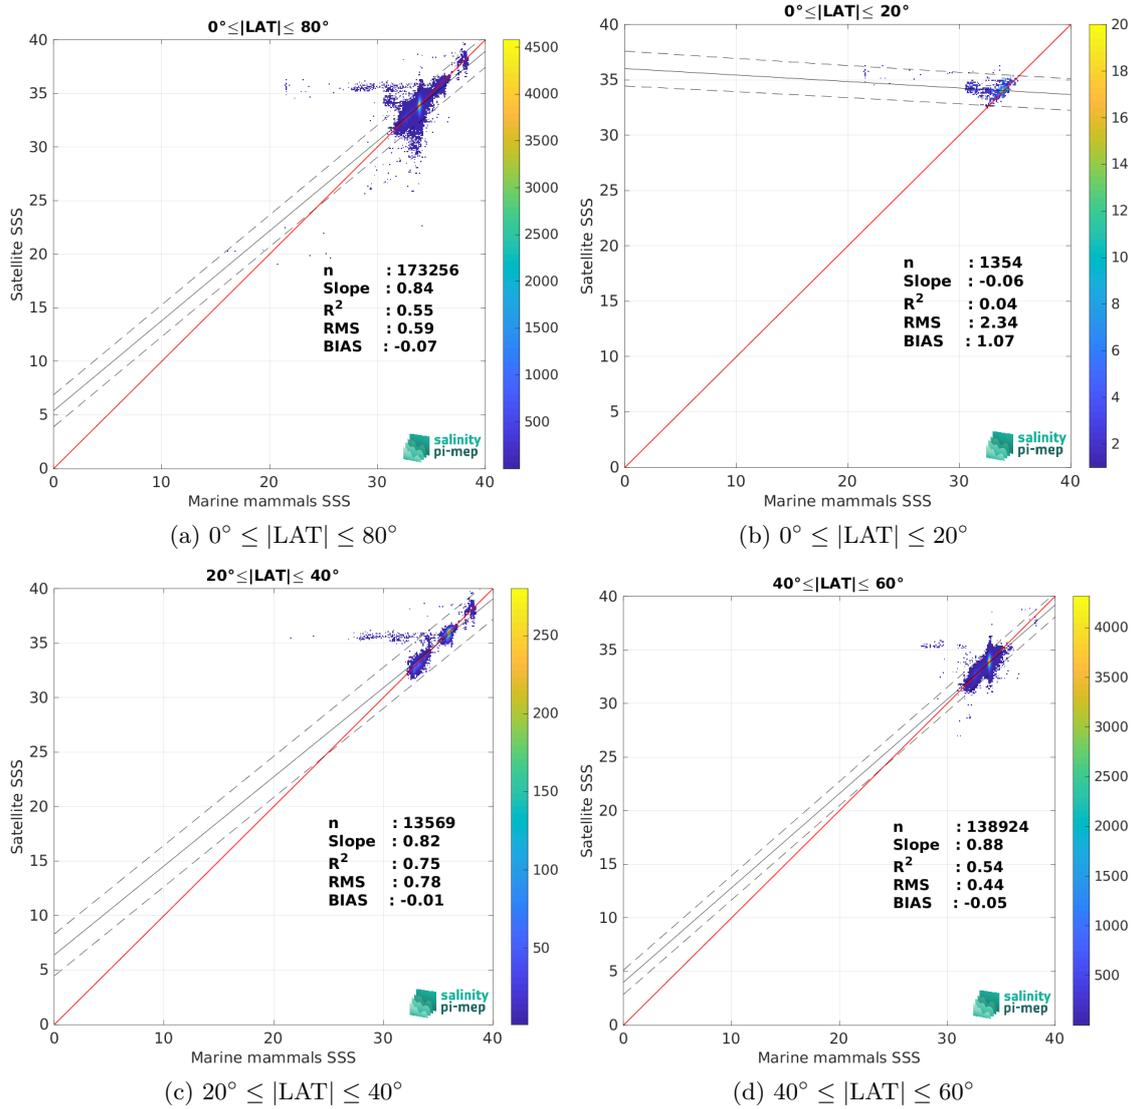 0°≤|LAT|≤ 80°
Satellite SSS
40
35
30
25
20
15
10
5
0
0
10
20
30
40
Marine mammals SSS
n : 173256
Slope : 0.84
R² : 0.55
RMS : 0.59
BIAS : -0.07
salinity
pi-mep
4500
4000
3500
3000
2500
2000
1500
1000
500
(a) 0° ≤ |LAT| ≤ 80°
0°≤|LAT|≤ 20°
Satellite SSS
40
35
30
25
20
15
10
5
0
0
10
20
30
40
Marine mammals SSS
n : 1354
Slope : -0.06
R² : 0.04
RMS : 2.34
BIAS : 1.07
salinity
pi-mep
20
18
16
14
12
10
8
6
4
2
(b) 0° ≤ |LAT| ≤ 20°
20°≤|LAT|≤ 40°
Satellite SSS
40
35
30
25
20
15
10
5
0
0
10
20
30
40
Marine mammals SSS
n : 13569
Slope : 0.82
R² : 0.75
RMS : 0.78
BIAS : -0.01
salinity
pi-mep
250
200
150
100
50
(c) 20° ≤ |LAT| ≤ 40°
40°≤|LAT|≤ 60°
Satellite SSS
40
35
30
25
20
15
10
5
0
0
10
20
30
40
Marine mammals SSS
n : 138924
Slope : 0.88
R² : 0.54
RMS : 0.44
BIAS : -0.05
salinity
pi-mep
4000
3500
3000
2500
2000
1500
1000
500
(d) 40° ≤ |LAT| ≤ 60°